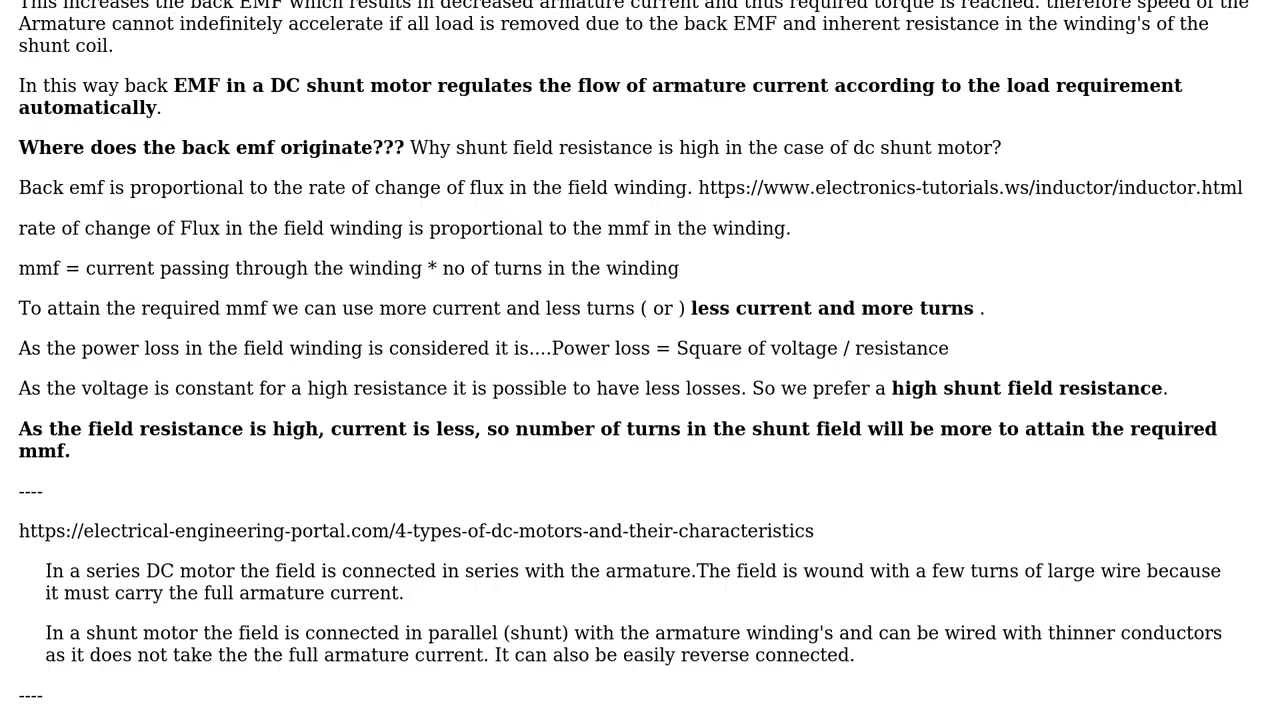 This increases the back EMF which results in decreased armature current and thus required torque is reached. therefore speed of the
Armature cannot indefinitely accelerate if all load is removed due to the back EMF and inherent resistance in the winding's of the
shunt coil.
In this way back EMF in a DC shunt motor regulates the flow of armature current according to the load requirement
automatically.
Where does the back emf originate??? Why shunt field resistance is high in the case of dc shunt motor?
Back emf is proportional to the rate of change of flux in the field winding. https://www.electronics-tutorials.ws/inductor/inductor.html
rate of change of Flux in the field winding is proportional to the mmf in the winding.
mmf = current passing through the winding * no of turns in the winding
To attain the required mmf we can use more current and less turns ( or ) less current and more turns .
As the power loss in the field winding is considered it is....Power loss = Square of voltage / resistance
As the voltage is constant for a high resistance it is possible to have less losses. So we prefer a high shunt field resistance.
As the field resistance is high, current is less, so number of turns in the shunt field will be more to attain the required
mmf.
----
https://electrical-engineering-portal.com/4-types-of-dc-motors-and-their-characteristics
In a series DC motor the field is connected in series with the armature.The field is wound with a few turns of large wire because
it must carry the full armature current.
In a shunt motor the field is connected in parallel (shunt) with the armature winding's and can be wired with thinner conductors
as it does not take the the full armature current. It can also be easily reverse connected.
----